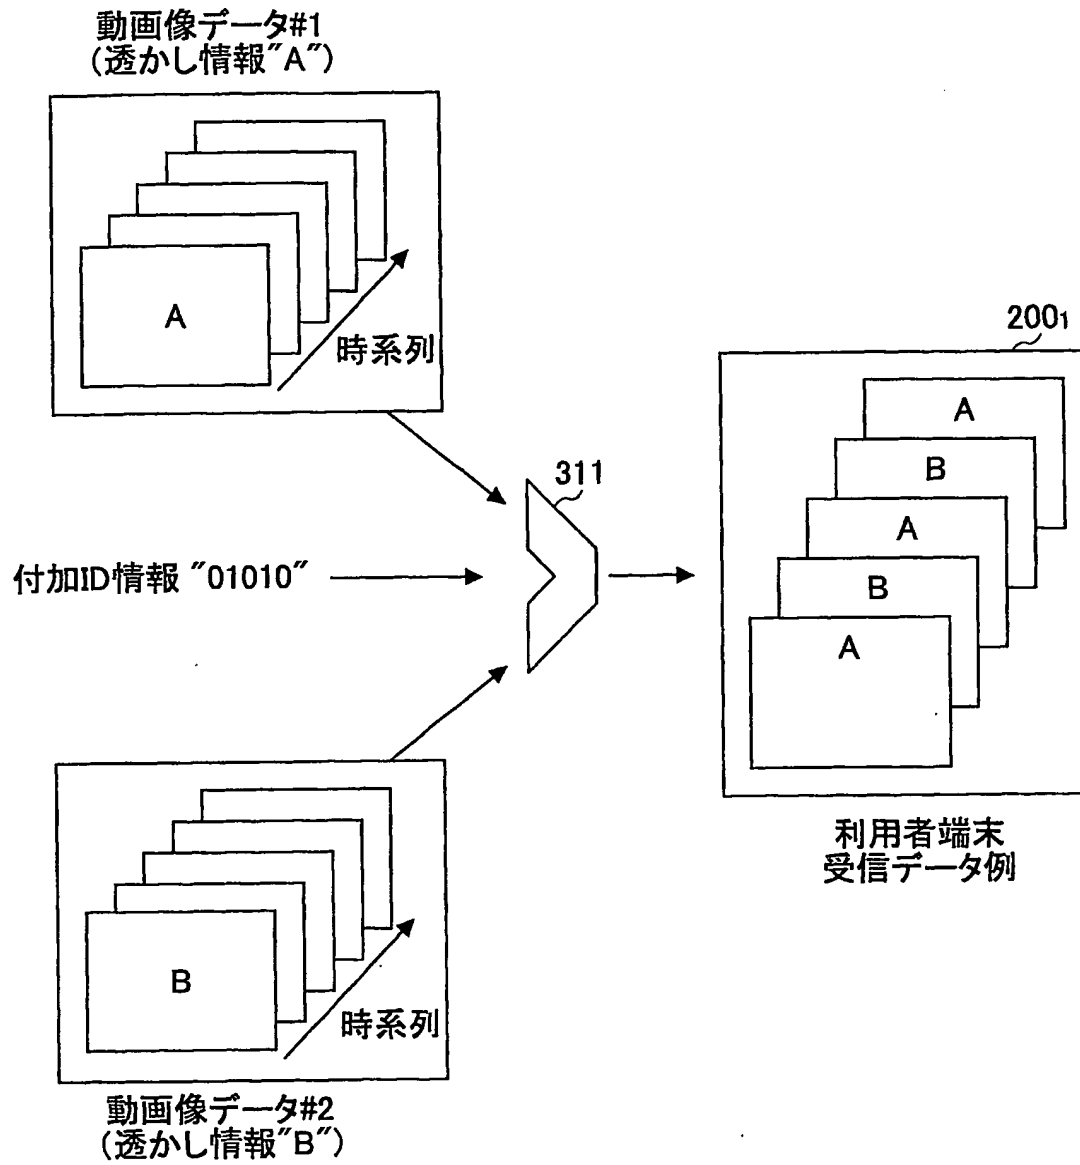 動画像データ#1
(透かし情報"A")
A
時系列
200₁
A
B
A
B
A
311
付加ID情報 "01010"
利用者端末
受信データ例
B
時系列
動画像データ#2
(透かし情報"B")